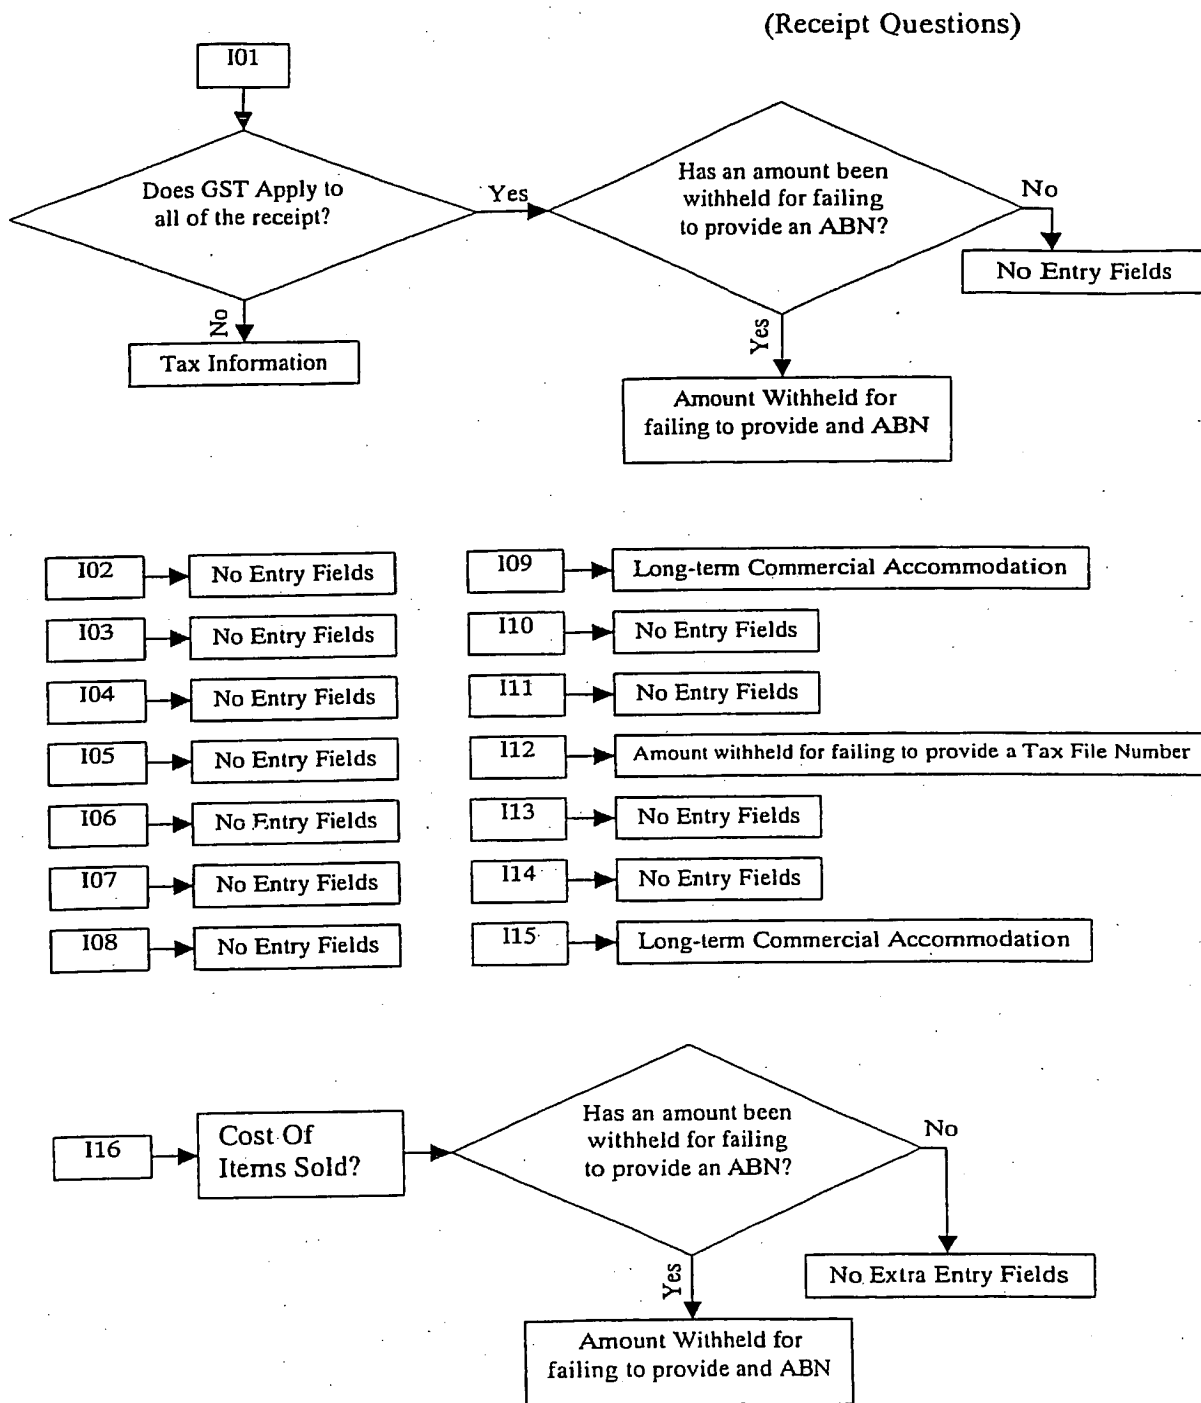 (Receipt Questions)
I01
Does GST Apply to
all of the receipt?
Yes
Has an amount been
withheld for failing
to provide an ABN?
No
No Entry Fields
No
Tax Information
Yes
Amount Withheld for
failing to provide and ABN
I02
No Entry Fields
I03
No Entry Fields
I04
No Entry Fields
I05
No Entry Fields
I06
No Entry Fields
I07
No Entry Fields
I08
No Entry Fields
I09
Long-term Commercial Accommodation
I10
No Entry Fields
I11
No Entry Fields
I12
Amount withheld for failing to provide a Tax File Number
I13
No Entry Fields
I14
No Entry Fields
I15
Long-term Commercial Accommodation
I16
Cost Of
Items Sold?
Has an amount been
withheld for failing
to provide an ABN?
No
No Extra Entry Fields
Yes
Amount Withheld for
failing to provide and ABN